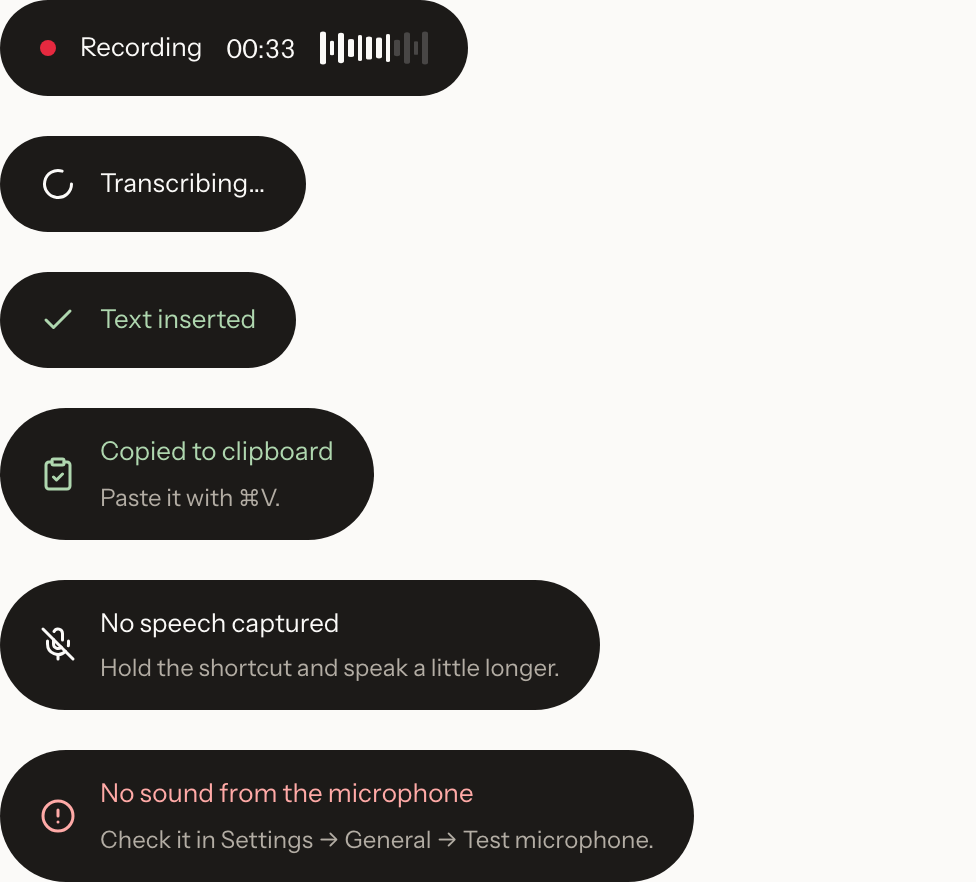 Recording 00:33
Transcribing...
Text inserted
Copied to clipboard
Paste it with ⌘V.
No speech captured
Hold the shortcut and speak a little longer.
No sound from the microphone
Check it in Settings → General → Test microphone.